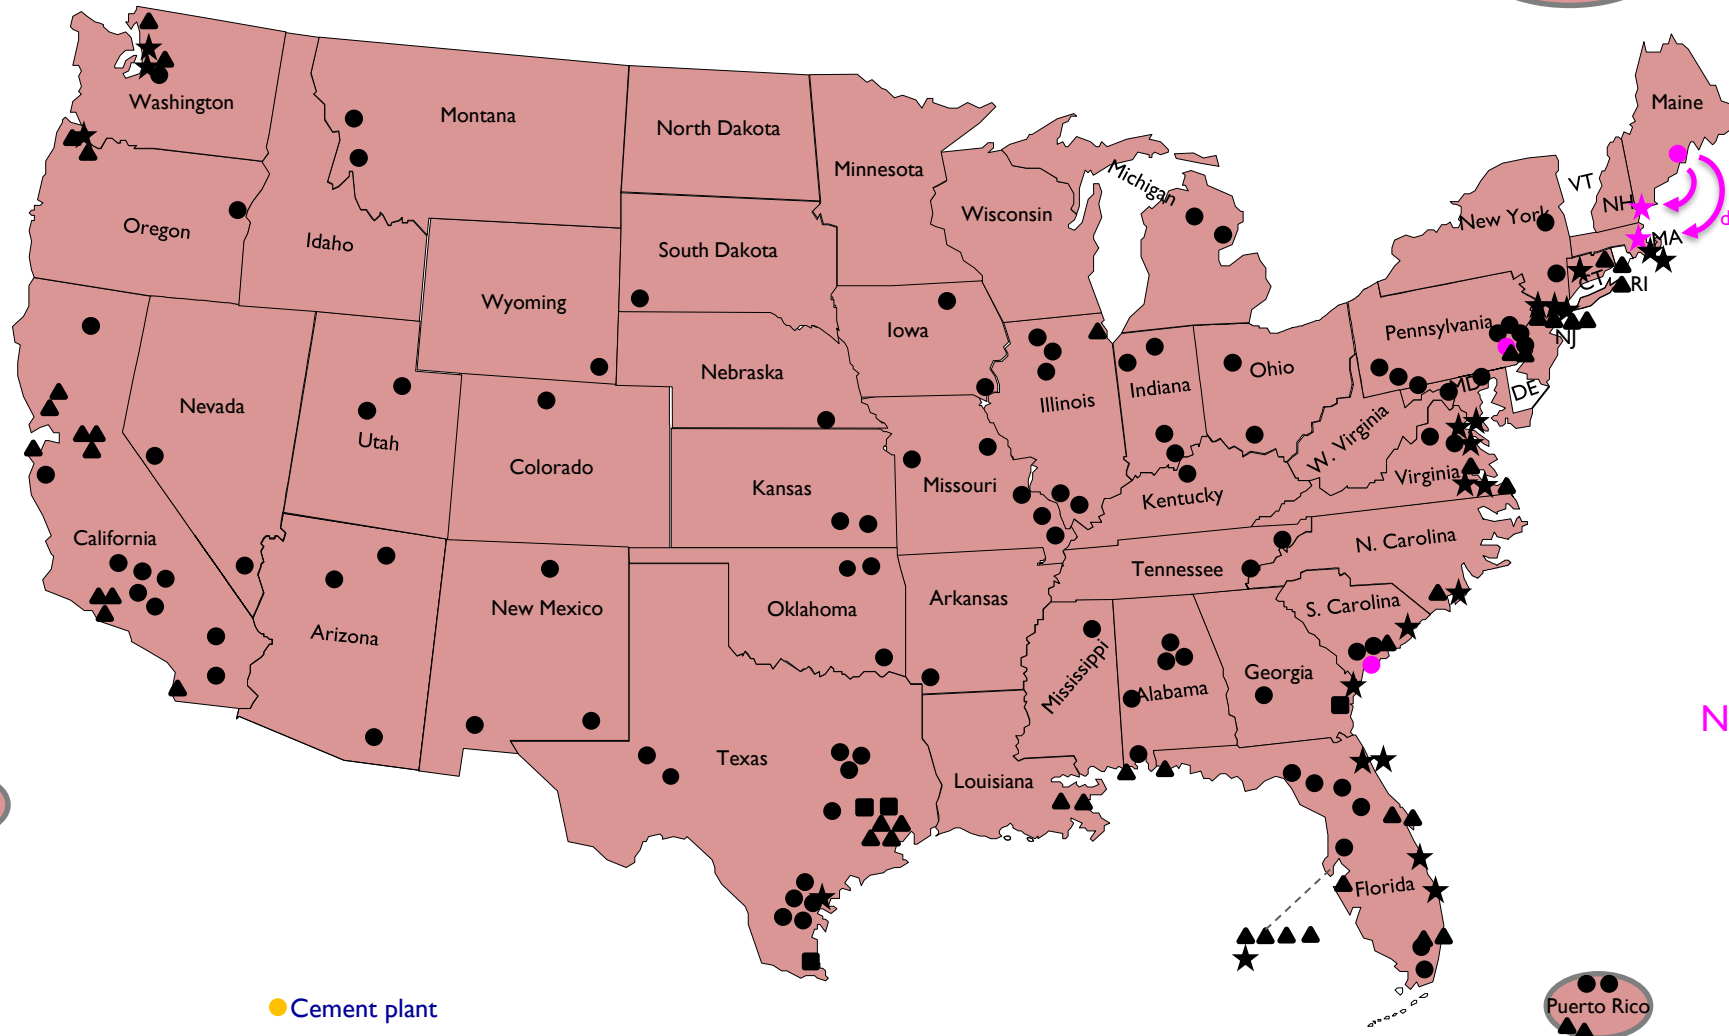 Washington
Montana
North Dakota
Minnesota
Maine
Oregon
Idaho
Wyoming
South Dakota
Wisconsin
Michigan
New York
VT
NH
MA
d
CT
RI
Nevada
Utah
Colorado
Nebraska
Iowa
Illinois
Indiana
Ohio
Pennsylvania
NJ
MD
DE
W. Virginia
Virginia
California
Kansas
Missouri
Kentucky
N. Carolina
Arizona
New Mexico
Oklahoma
Arkansas
Tennessee
S. Carolina
Mississippi
Alabama
Georgia
N
Texas
Louisiana
Florida
Cement plant
Puerto Rico